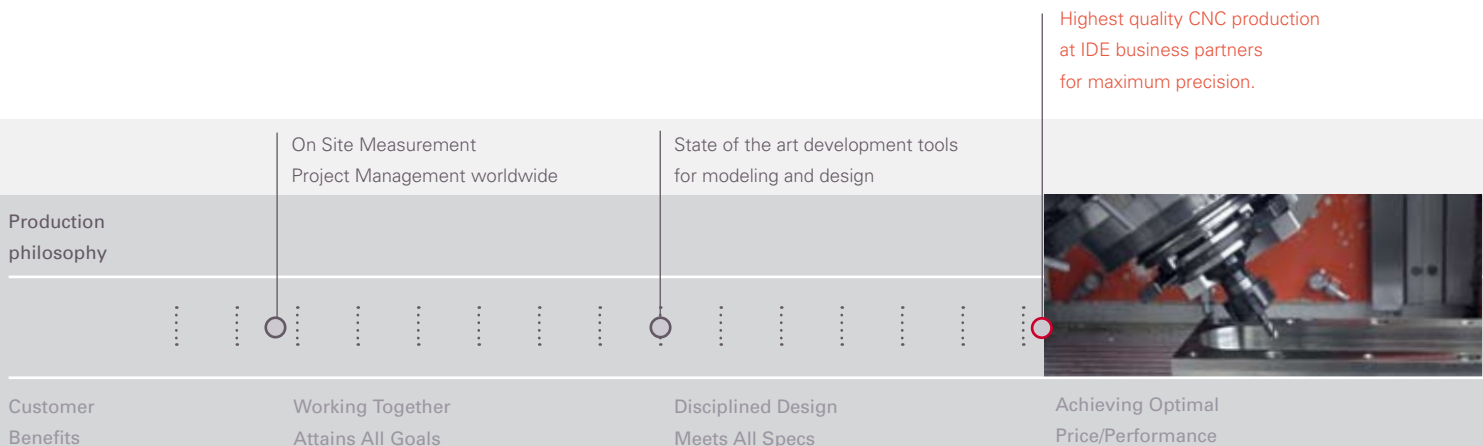 Highest quality CNC production
at IDE business partners
for maximum precision.
On Site Measurement
Project Management worldwide
State of the art development tools
for modeling and design
Production
philosophy
Customer
Benefits
Working Together
Attains All Goals
Disciplined Design
Meets All Specs
Achieving Optimal
Price/Performance